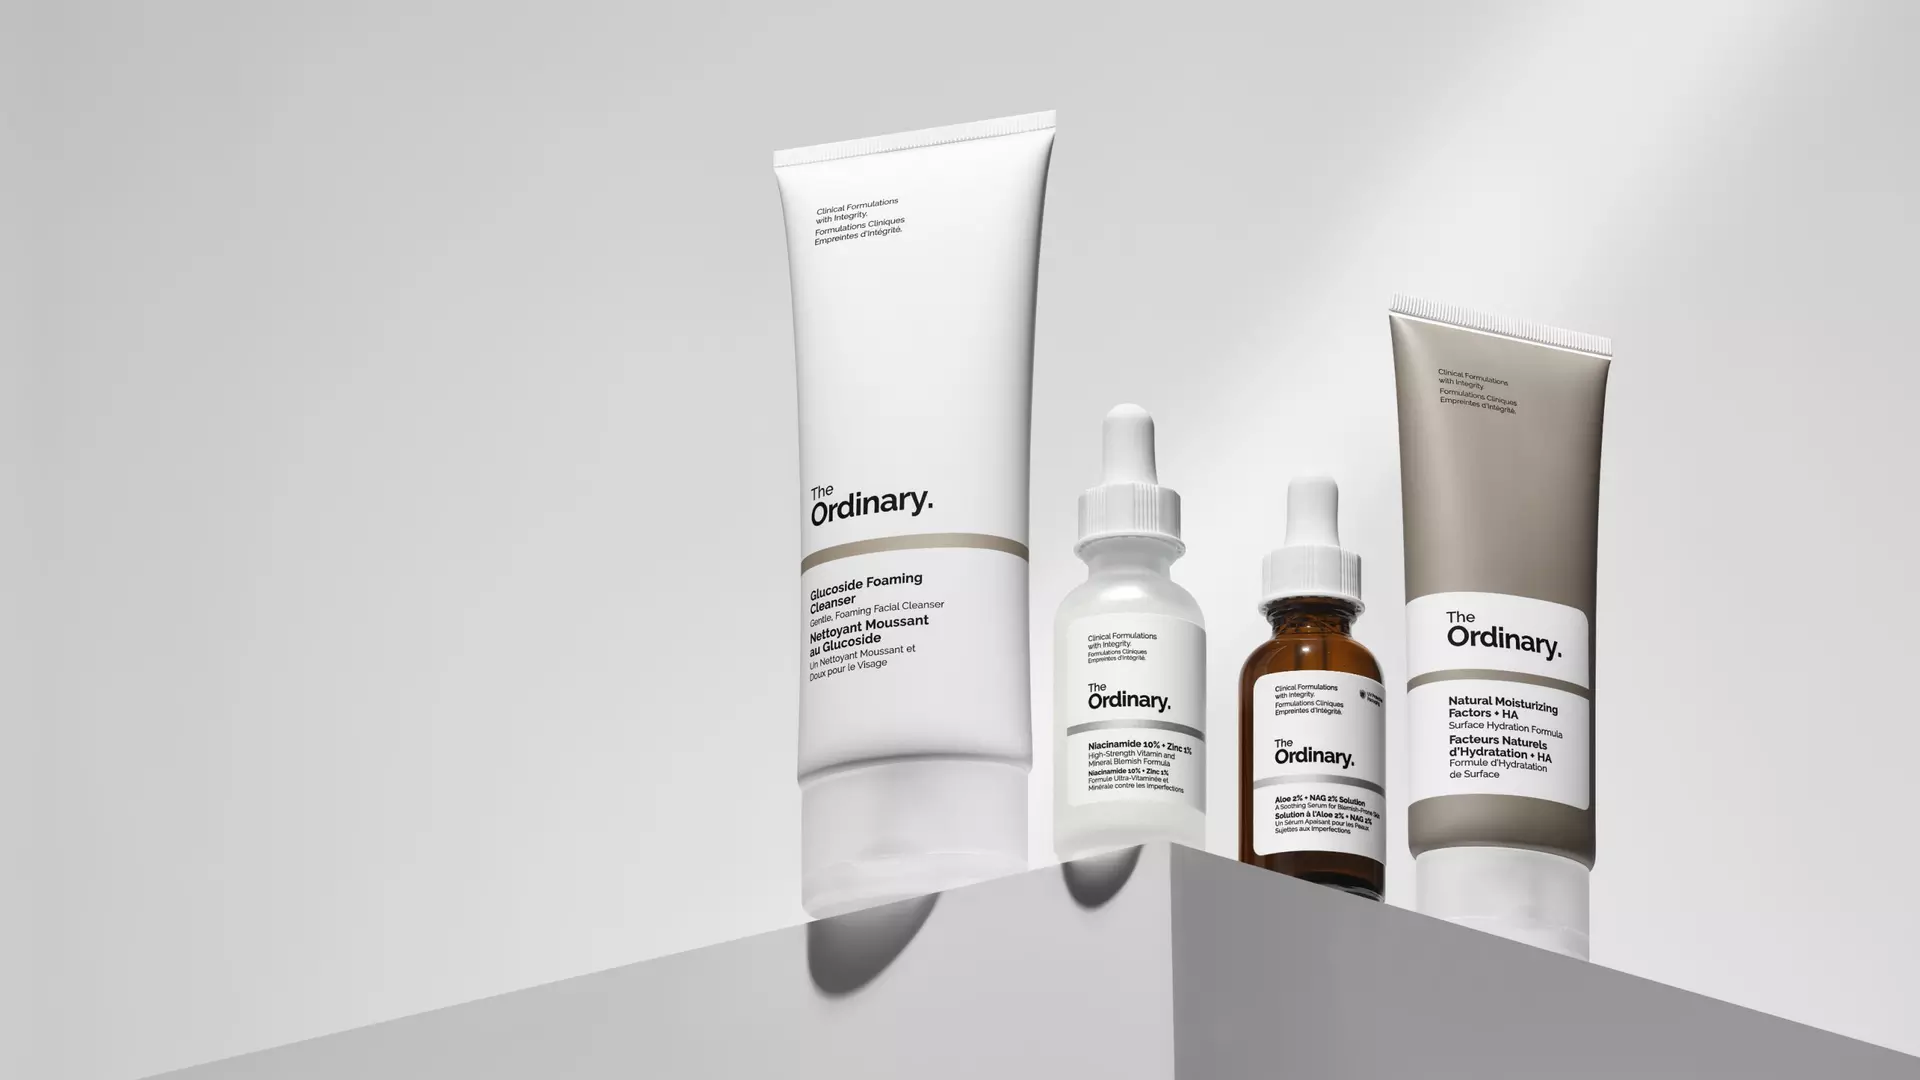 Clinical Formulations
with Integrity.
Formulations Cliniques
Empreintes d'Intégrité.
The
Ordinary.
Glucoside Foaming
Cleanser
Gentle, Foaming Facial Cleanser
Nettoyant Moussant
au Glucoside
Un Nettoyant Moussant et
Doux pour le Visage
Clinical Formulations
with Integrity.
Formulations Cliniques
Empreintes d'Intégrité.
The
Ordinary.
Niacinamide 10% + Zinc 1%
High-Strength Vitamin and
Mineral Blemish Formula
Niacinamide 10% + Zinc 1%
Formule Ultra-Vitaminée et
Minérale contre les Imperfections
Clinical Formulations
with Integrity.
Formulations Cliniques
Empreintes d'Intégrité.
The
Ordinary.
Aloe 2% + NAG 2% Solution
A Soothing Serum for Blemish-Prone Skin
Solution à l'Aloe 2% + NAG 2%
Un Sérum Apaisant pour les Peaux
Sujettes aux Imperfections
Clinical Formulations
with Integrity.
Formulations Cliniques
Empreintes d'Intégrité.
The
Ordinary.
Natural Moisturizing
Factors + HA
Surface Hydration Formula
Facteurs Naturels
d'Hydratation + HA
Formule d'Hydratation
de Surface